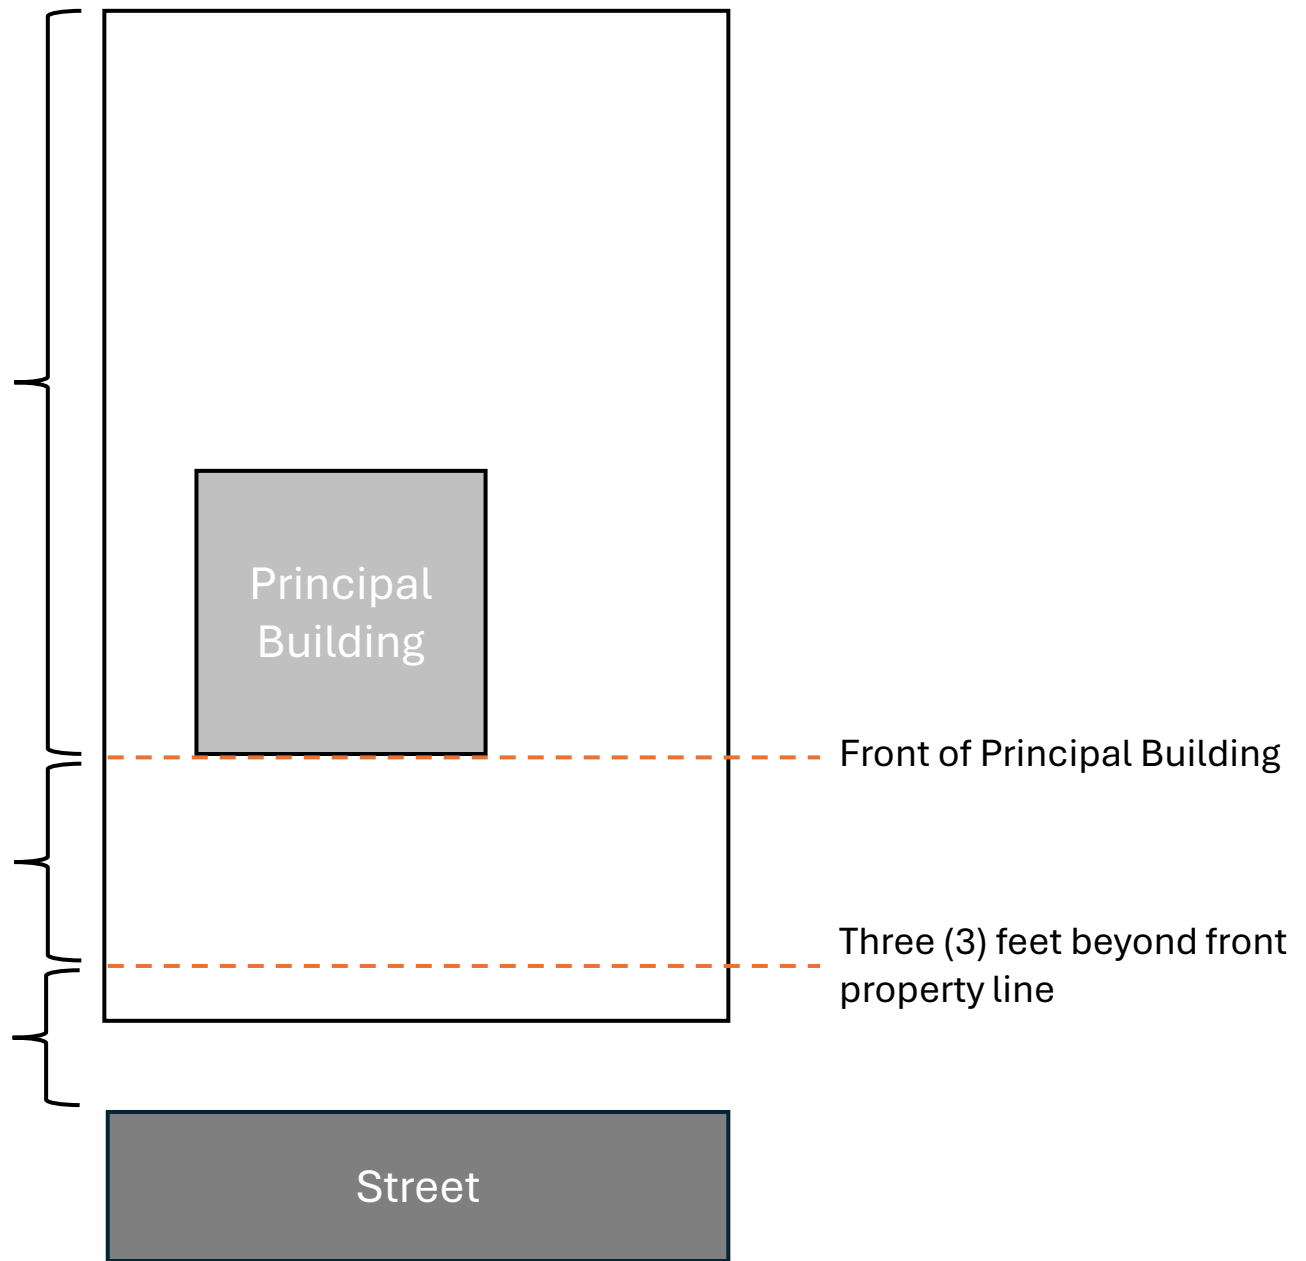 Principal
Building
Front of Principal Building
Three (3) feet beyond front
property line
Street